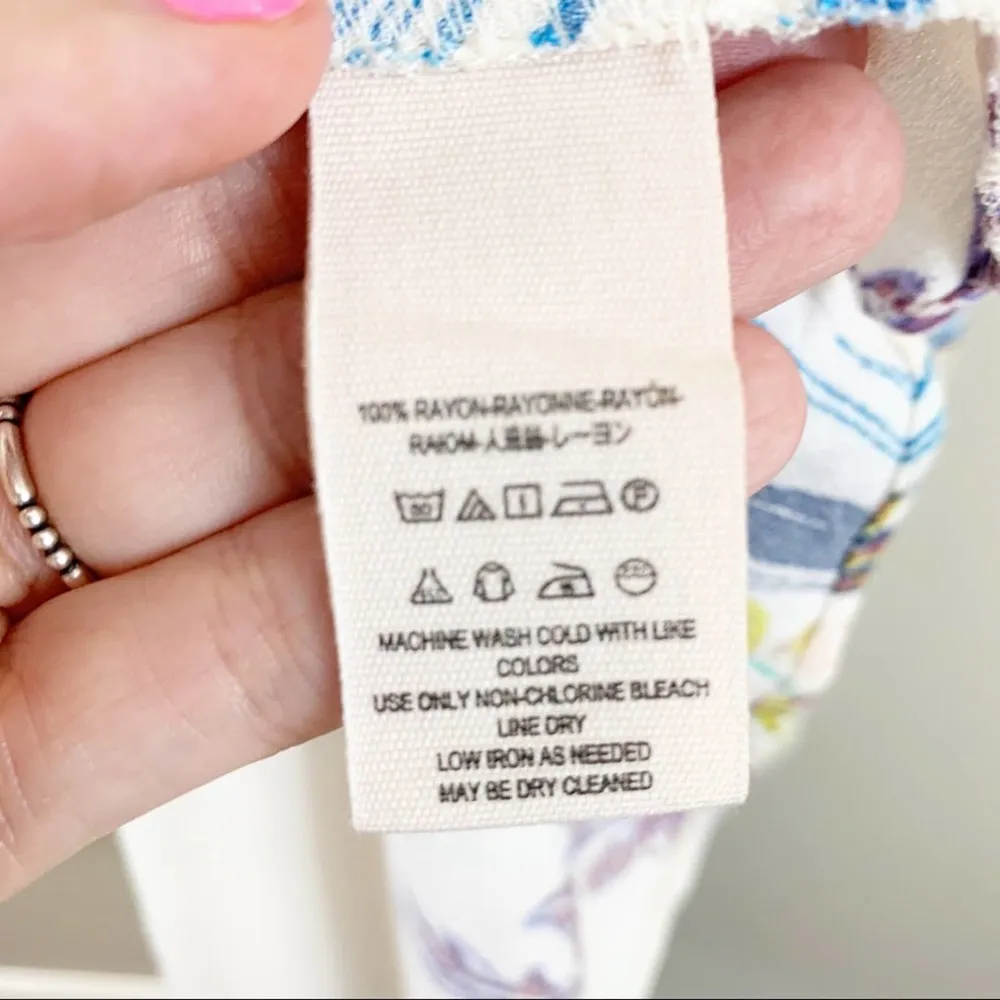 100% RAYON-RAYONNE-RAYÓN-
RAIOM-人造絲-レーヨン
30
P
MACHINE WASH COLD WITH LIKE
COLORS
USE ONLY NON-CHLORINE BLEACH
LINE DRY
LOW IRON AS NEEDED
MAY BE DRY CLEANED